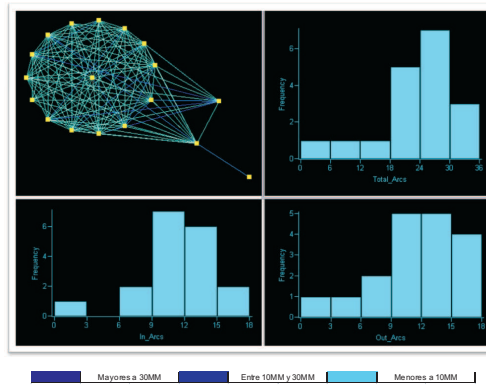 Frequency
6
4
2
0
0 6 12 18 24 30 36
Total_Arcs
Frequency
6
4
2
0
0 3 6 9 12 15 18
In_Arcs
Frequency
5
4
3
2
1
0
0 3 6 9 12 15 18
Out_Arcs
Mayores a 30MM Entre 10MM y 30MM Menores a 10MM